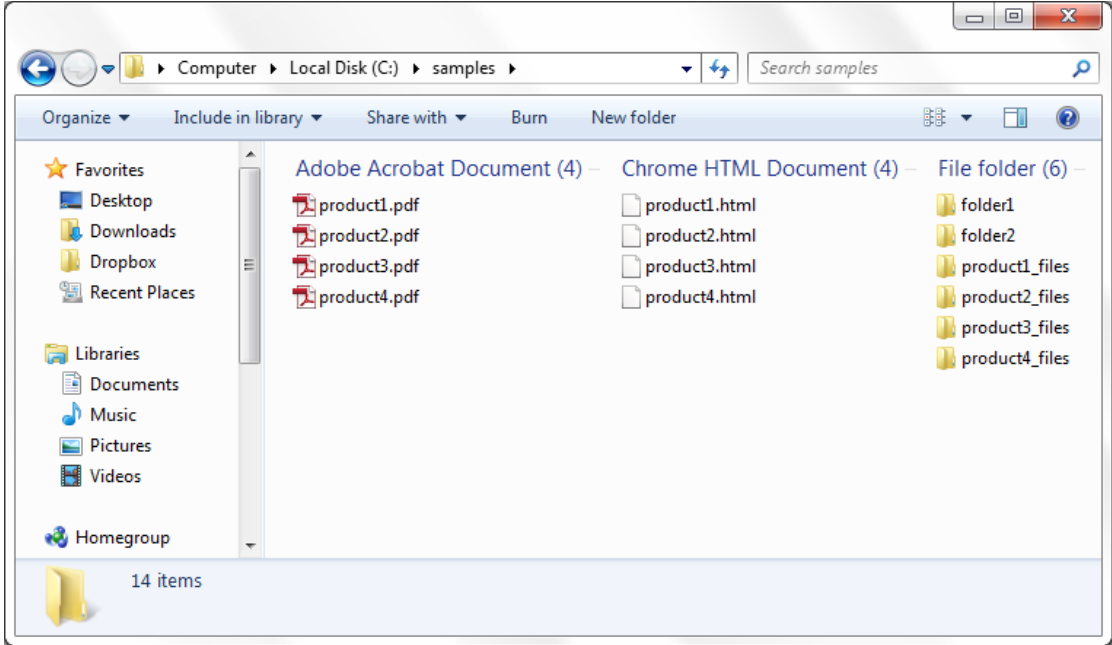 Computer Local Disk (C:) samples
Search samples
Organize Include in library Share with Burn New folder
Favorites
Desktop
Downloads
Dropbox
Recent Places
Libraries
Documents
Music
Pictures
Videos
Homegroup
Adobe Acrobat Document (4)
product1.pdf
product2.pdf
product3.pdf
product4.pdf
Chrome HTML Document (4)
product1.html
product2.html
product3.html
product4.html
File folder (6)
folder1
folder2
product1_files
product2_files
product3_files
product4_files
14 items